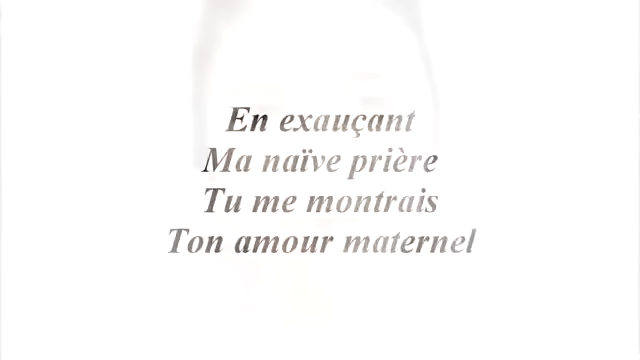 En exauçant
Ma naïve prière
Tu me montrais
Ton amour maternel